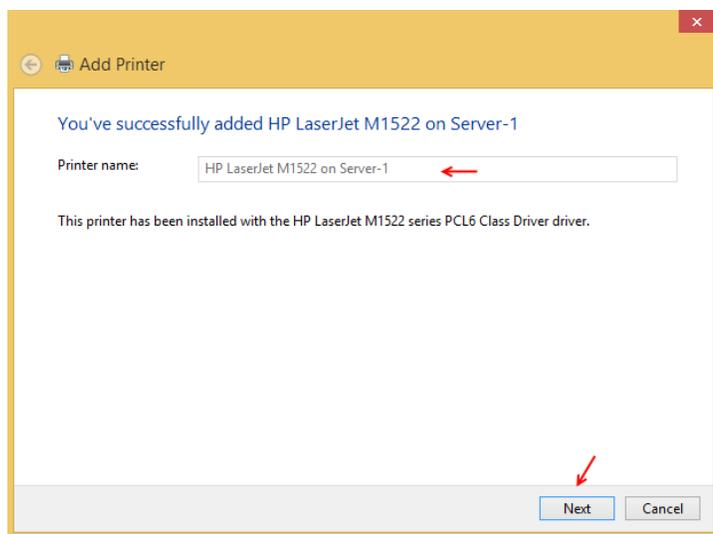 Add Printer
You've successfully added HP LaserJet M1522 on Server-1
Printer name: HP LaserJet M1522 on Server-1
This printer has been installed with the HP LaserJet M1522 series PCL6 Class Driver driver.
Next Cancel